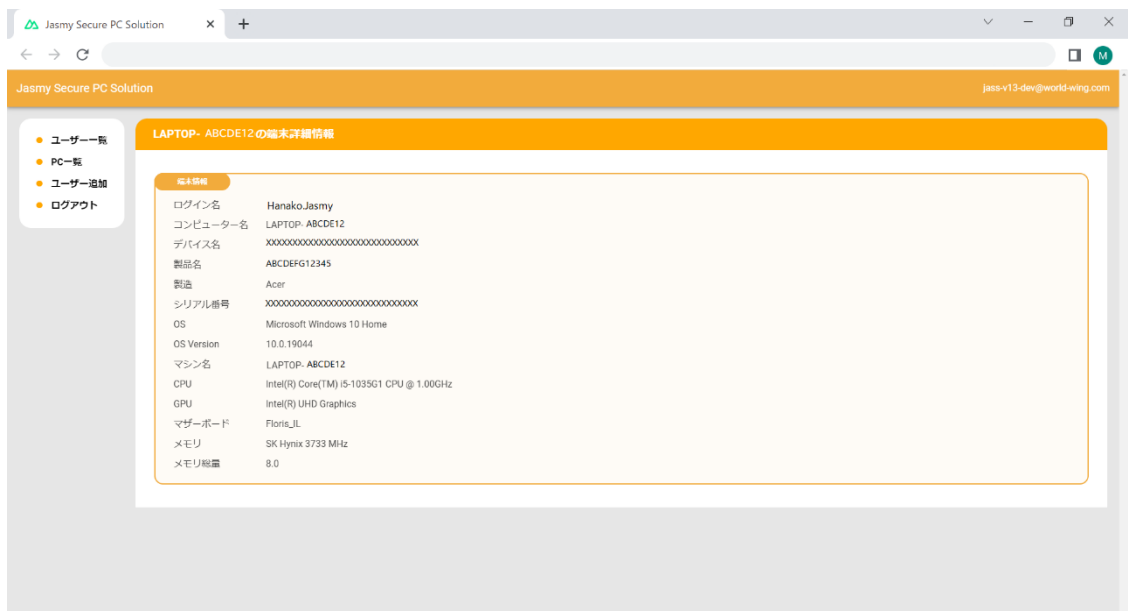 Jasmy Secure PC Solution
M
Jasmy Secure PC Solution
jass-v13-dev@world-wing.com
ユーザー一覧
PC一覧
ユーザー追加
ログアウト
LAPTOP- ABCDE12の端末詳細情報
端末情報
ログイン名 Hanako.Jasmy
コンピューター名 LAPTOP- ABCDE12
デバイス名 XXXXXXXXXXXXXXXXXXXXXXXXXXXXX
製品名 ABCDEFG12345
製造 Acer
シリアル番号 XXXXXXXXXXXXXXXXXXXXXXXXXXXXX
OS Microsoft Windows 10 Home
OS Version 10.0.19044
マシン名 LAPTOP- ABCDE12
CPU Intel(R) Core(TM) i5-1035G1 CPU @ 1.00GHz
GPU Intel(R) UHD Graphics
マザーボード Floris_IL
メモリ SK Hynix 3733 MHz
メモリ総量 8.0